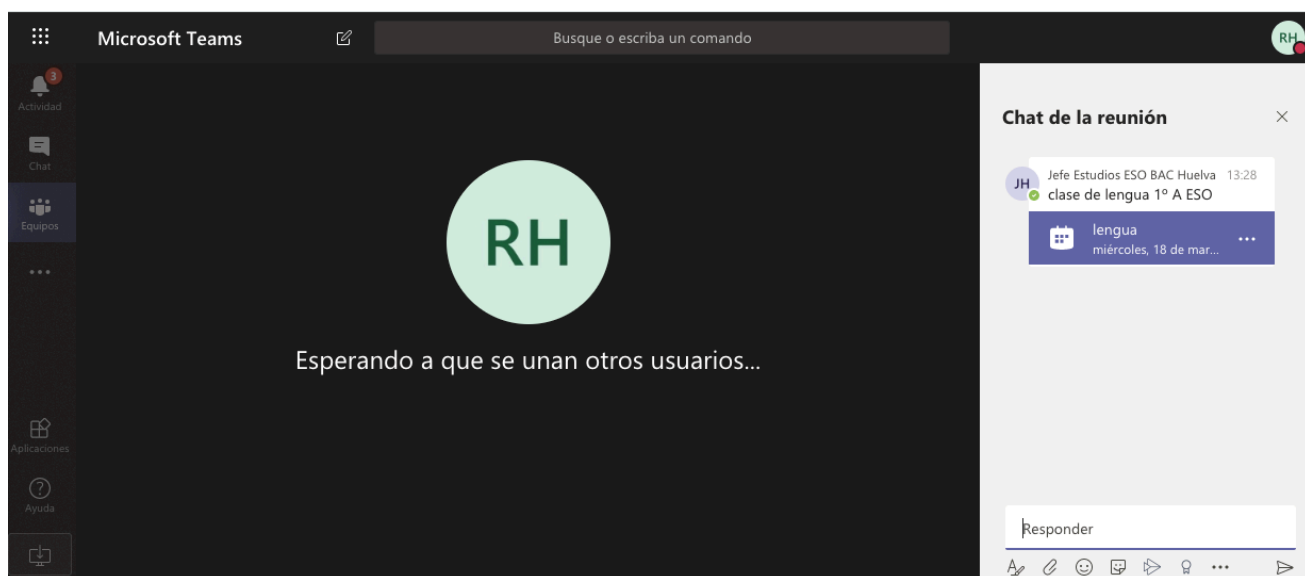 Microsoft Teams
Busque o escriba un comando
RH
3
Actividad
Chat
Equipos
Aplicaciones
Ayuda
RH
Esperando a que se unan otros usuarios...
Chat de la reunión
JH
Jefe Estudios ESO BAC Huelva 13:28
clase de lengua 1º A ESO
lengua
miércoles, 18 de mar...
Responder